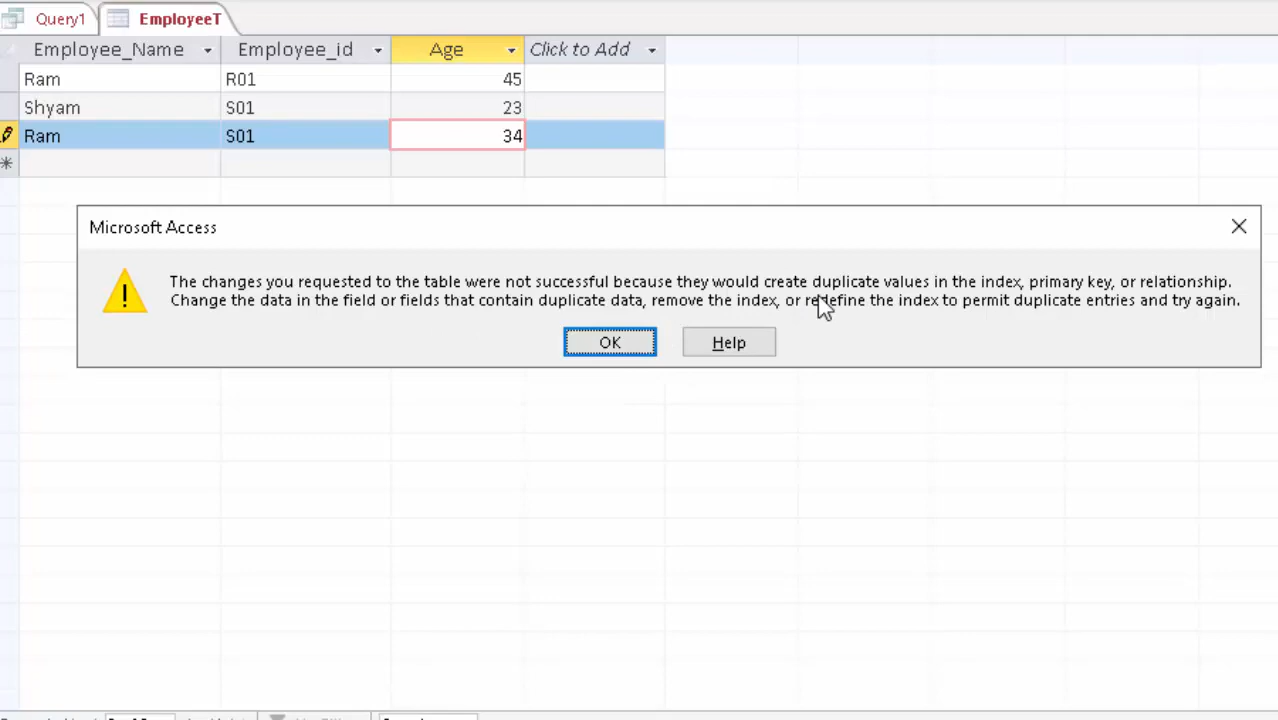 Query1 EmployeeT
Employee_Name Employee_id Age Click to Add
Ram R01 45
Shyam S01 23
Ram S01 34
Microsoft Access
The changes you requested to the table were not successful because they would create duplicate values in the index, primary key, or relationship.
Change the data in the field or fields that contain duplicate data, remove the index, or redefine the index to permit duplicate entries and try again.
OK Help